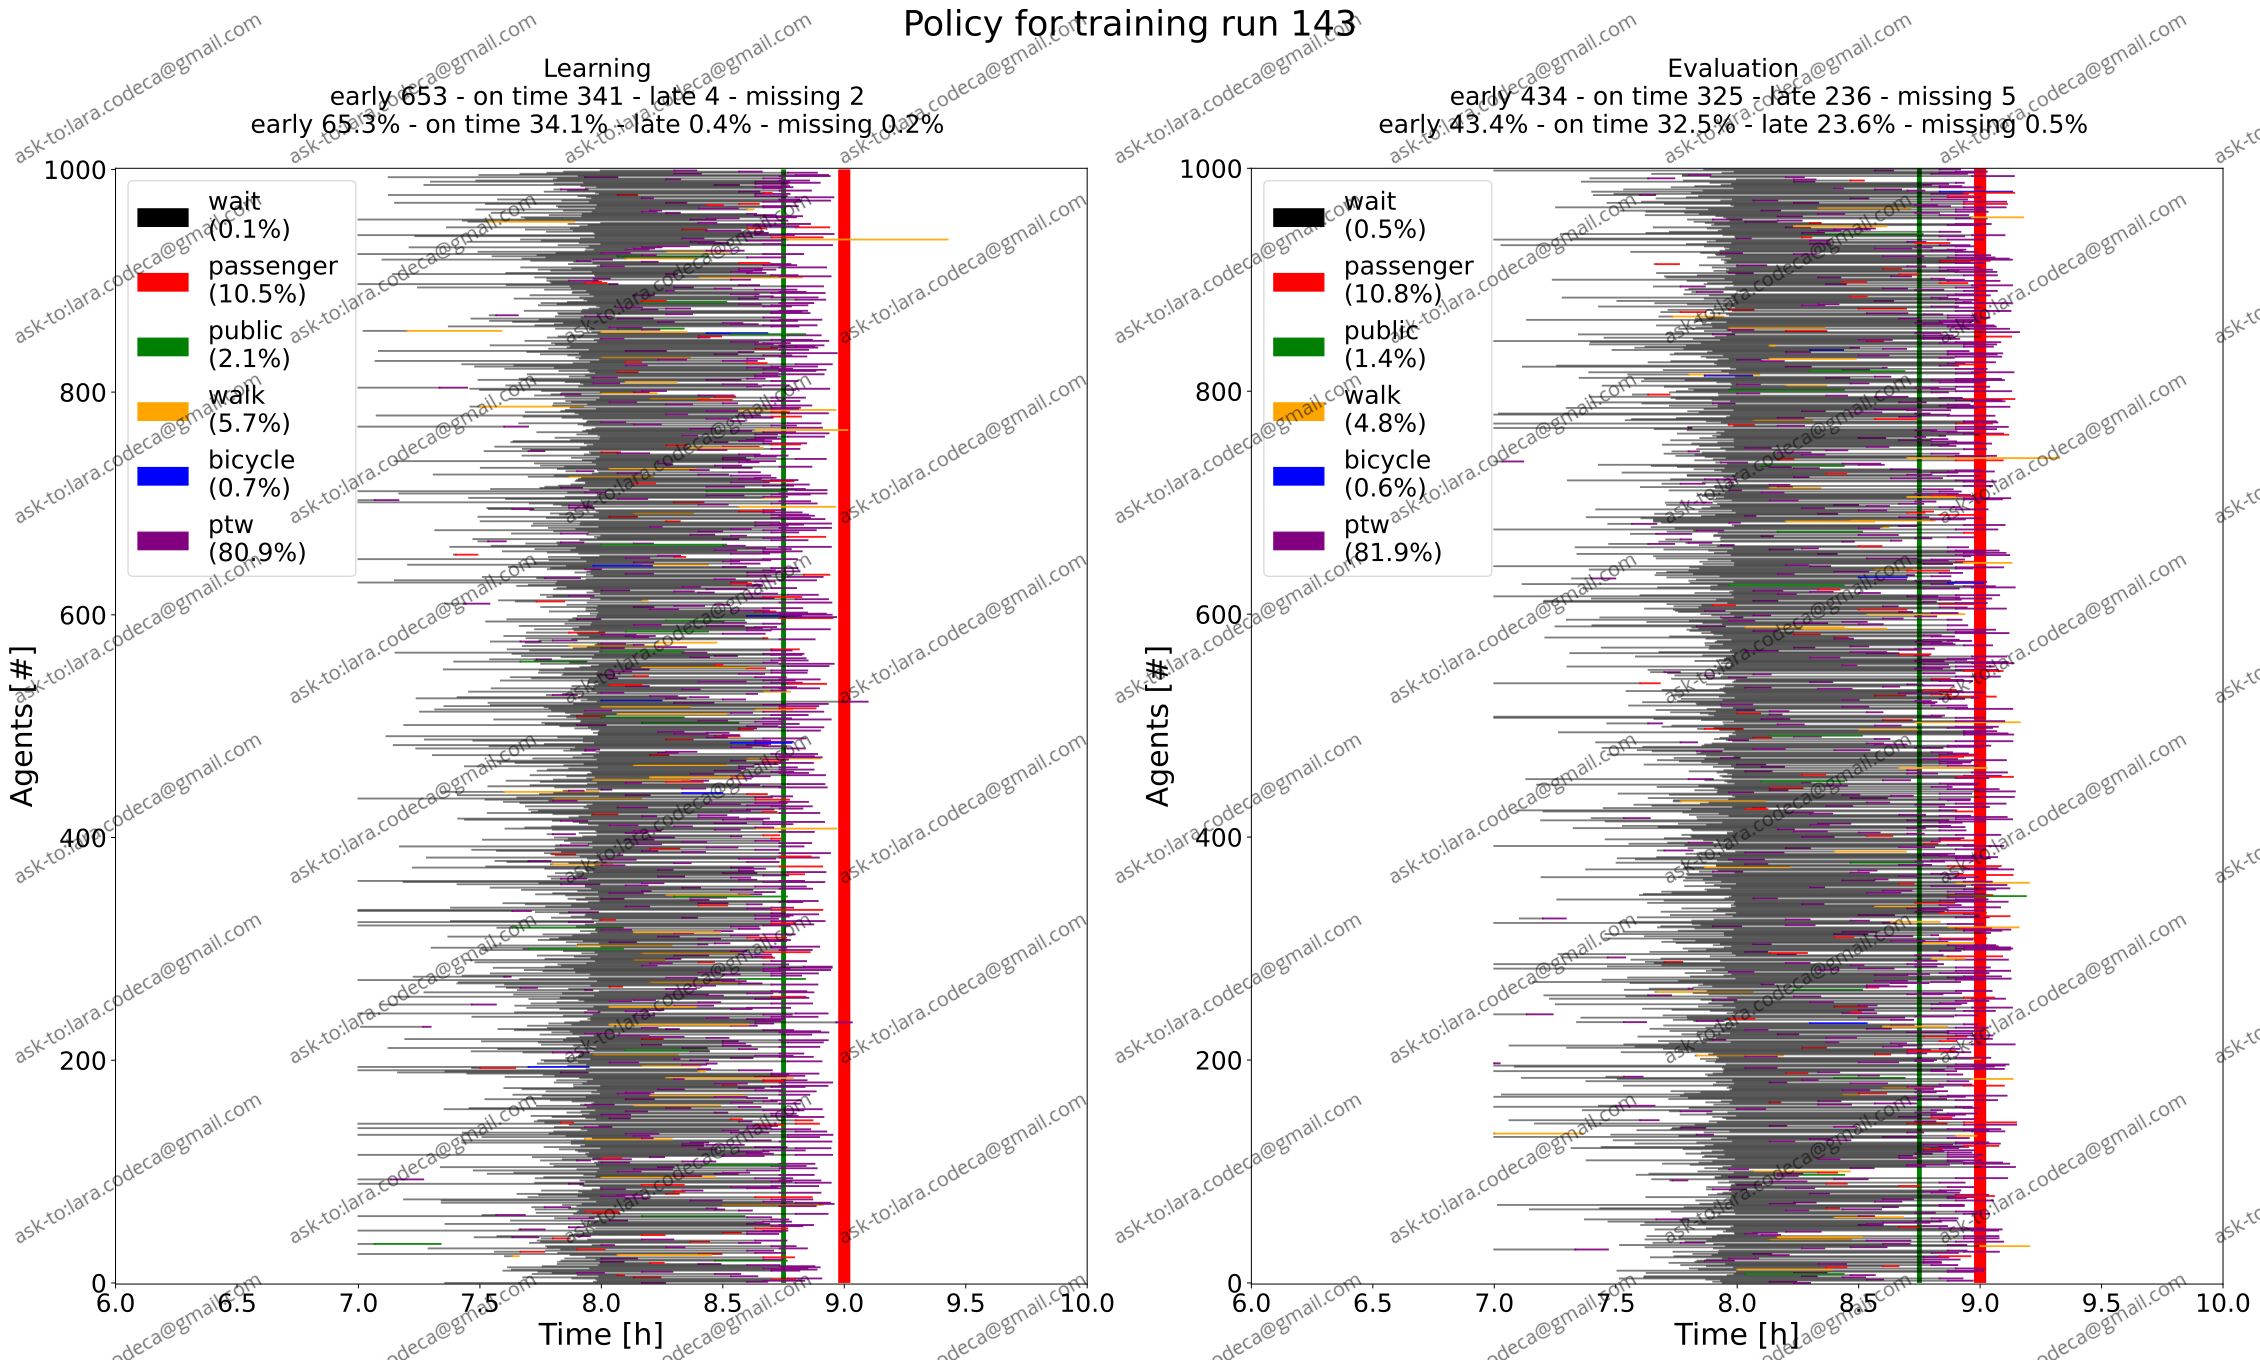 Policy for training run 143
Learning
early 653 - on time 341 - late 4 - missing 2
early 65.3% - on time 34.1% - late 0.4% - missing 0.2%
1000
800
600
400
200
0
Agents [#]
wait
(0.1%)
passenger
(10.5%)
public
(2.1%)
walk
(5.7%)
bicycle
(0.7%)
ptw
(80.9%)
6.0 6.5 7.0 7.5 8.0 8.5 9.0 9.5 10.0
Time [h]
Evaluation
early 434 - on time 325 - late 236 - missing 5
early 43.4% - on time 32.5% - late 23.6% - missing 0.5%
1000
800
600
400
200
0
Agents [#]
wait
(0.5%)
passenger
(10.8%)
public
(1.4%)
walk
(4.8%)
bicycle
(0.6%)
ptw
(81.9%)
6.0 6.5 7.0 7.5 8.0 8.5 9.0 9.5 10.0
Time [h]
ask-to:lara.codeca@gmail.com